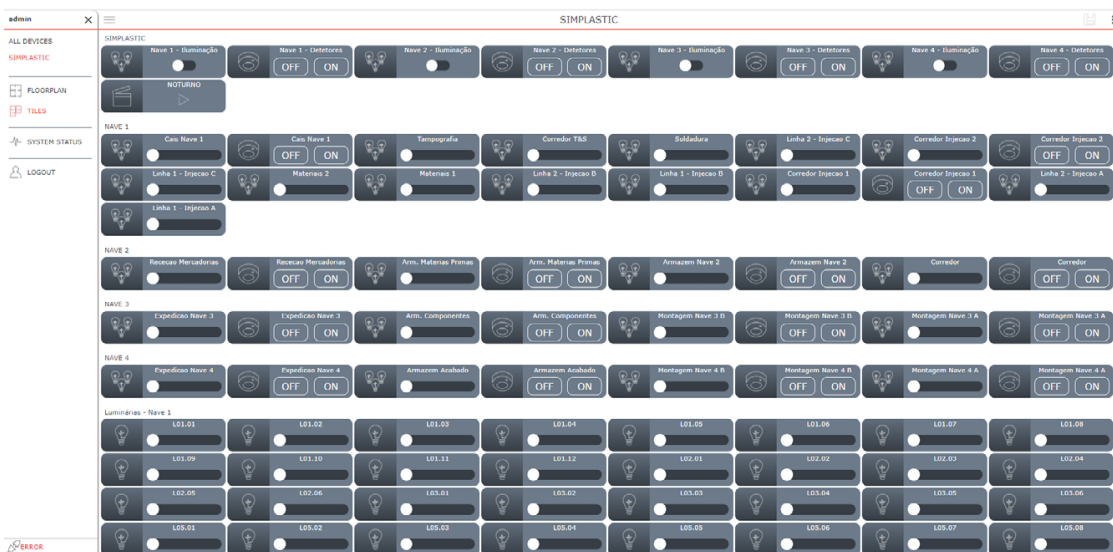 admin
SIMPLASTIC
ALL DEVICES
SIMPLASTIC
FLOORPLAN
TILES
SYSTEM STATUS
LOGOUT
ERROR
SIMPLASTIC
Nave 1 - Iluminação
Nave 1 - Detetores
OFF ON
Nave 2 - Iluminação
Nave 2 - Detetores
OFF ON
Nave 3 - Iluminação
Nave 3 - Detetores
OFF ON
Nave 4 - Iluminação
Nave 4 - Detetores
OFF ON
NOTURNO
NAVE 1
Cais Nave 1
Cais Nave 1
OFF ON
Tampografia
Corredor T&S
Soldadura
Linha 2 - Injecao C
Corredor Injecao 2
Corredor Injecao 2
OFF ON
Linha 1 - Injecao C
Materiais 2
Materiais 1
Linha 2 - Injecao B
Linha 1 - Injecao B
Corredor Injecao 1
Corredor Injecao 1
OFF ON
Linha 2 - Injecao A
Linha 1 - Injecao A
NAVE 2
Rececao Mercadorias
Rececao Mercadorias
OFF ON
Arm. Materias Primas
Arm. Materias Primas
OFF ON
Armazem Nave 2
Armazem Nave 2
OFF ON
Corredor
Corredor
OFF ON
NAVE 3
Expedicao Nave 3
Expedicao Nave 3
OFF ON
Arm. Componentes
Arm. Componentes
OFF ON
Montagem Nave 3 B
Montagem Nave 3 B
OFF ON
Montagem Nave 3 A
Montagem Nave 3 A
OFF ON
NAVE 4
Expedicao Nave 4
Expedicao Nave 4
OFF ON
Armazem Acabado
Armazem Acabado
OFF ON
Montagem Nave 4 B
Montagem Nave 4 B
OFF ON
Montagem Nave 4 A
Montagem Nave 4 A
OFF ON
Luminárias - Nave 1
L01.01
L01.02
L01.03
L01.04
L01.05
L01.06
L01.07
L01.08
L01.09
L01.10
L01.11
L01.12
L02.01
L02.02
L02.03
L02.04
L02.05
L02.06
L03.01
L03.02
L03.03
L03.04
L03.05
L03.06
L05.01
L05.02
L05.03
L05.04
L05.05
L05.06
L05.07
L05.08